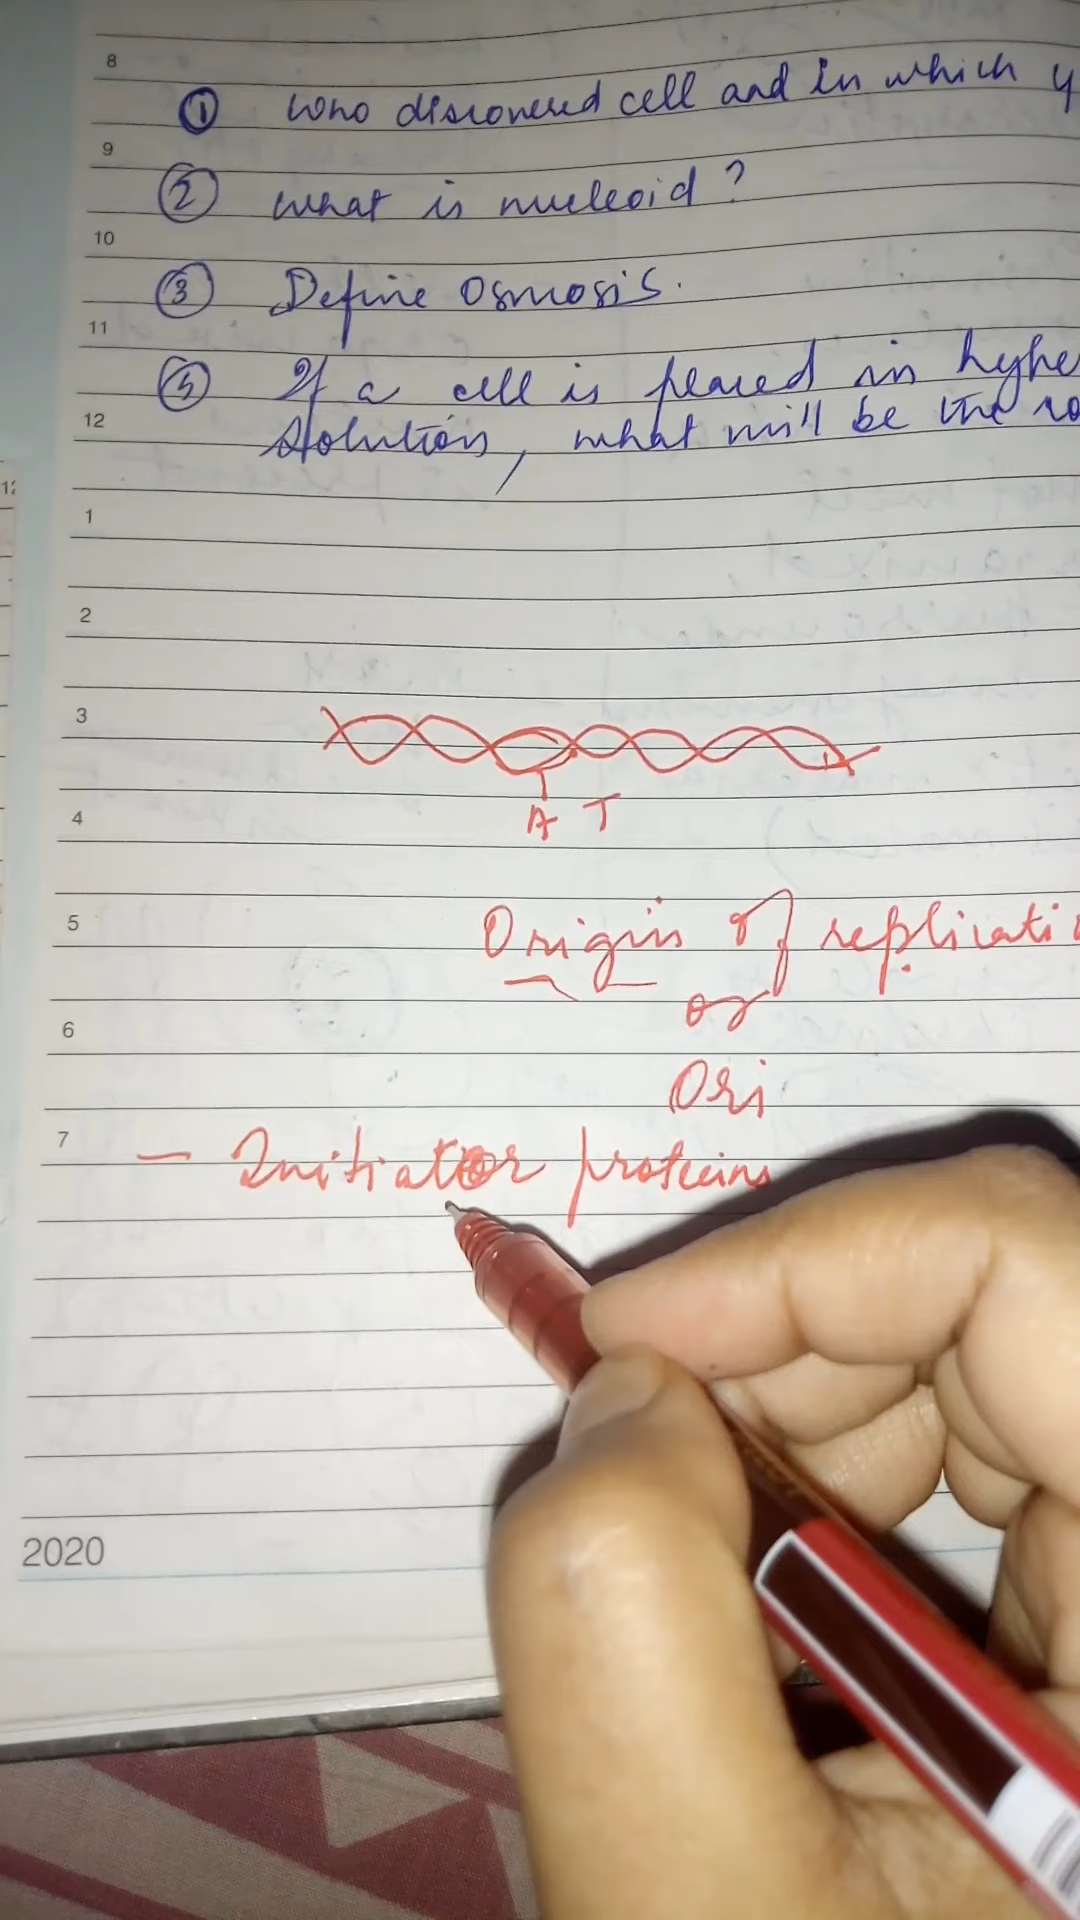 8
① Who discovered cell and in which y
9
② What is nucleoid ?
10
③ Define Osmosis.
11
If a cell is placed in hype
12
solution, what will be the
1
2
3
A T
4
5
Origin of replicati
or
6
Ori
7
— Initiator proteins
2020